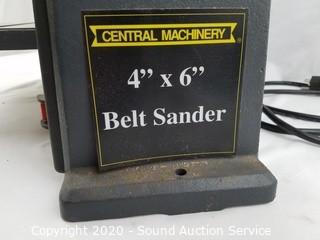 CENTRAL MACHINERY
4" x 6"
Belt Sander
Copyright 2020 - Sound Auction Service